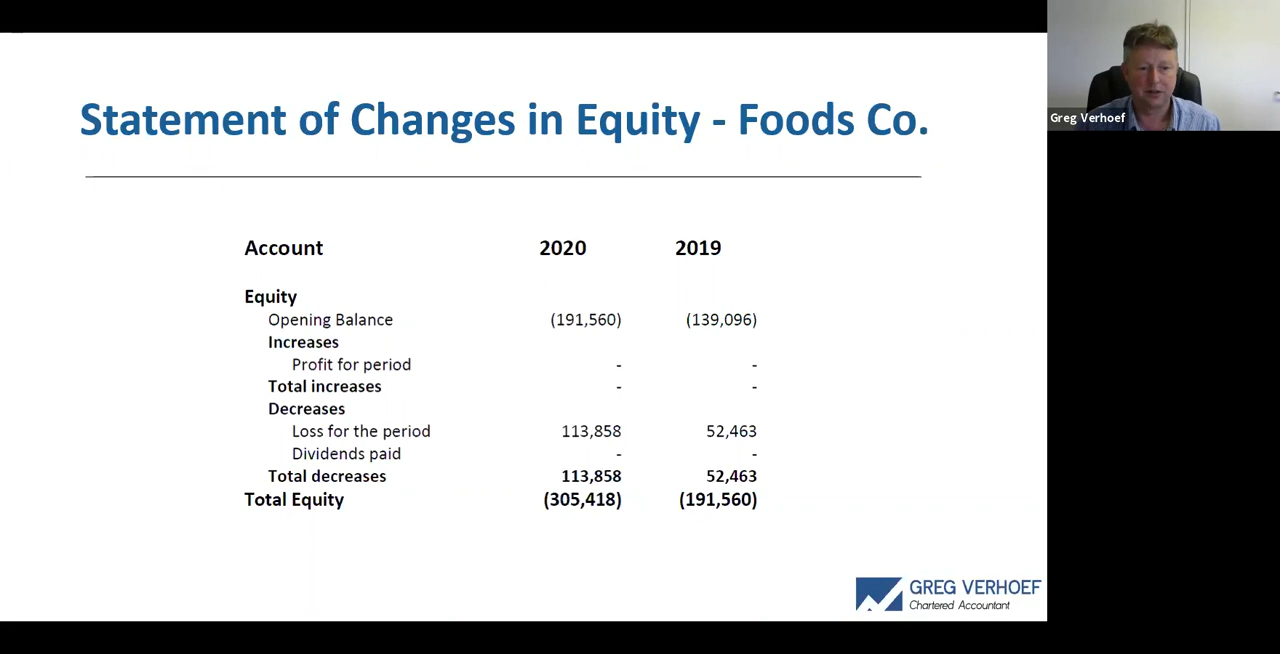 Statement of Changes in Equity - Foods Co.
Greg Verhoef
Account 2020 2019
Equity
Opening Balance (191,560) (139,096)
Increases
Profit for period - -
Total increases - -
Decreases
Loss for the period 113,858 52,463
Dividends paid - -
Total decreases 113,858 52,463
Total Equity (305,418) (191,560)
GREG VERHOEF
Chartered Accountant